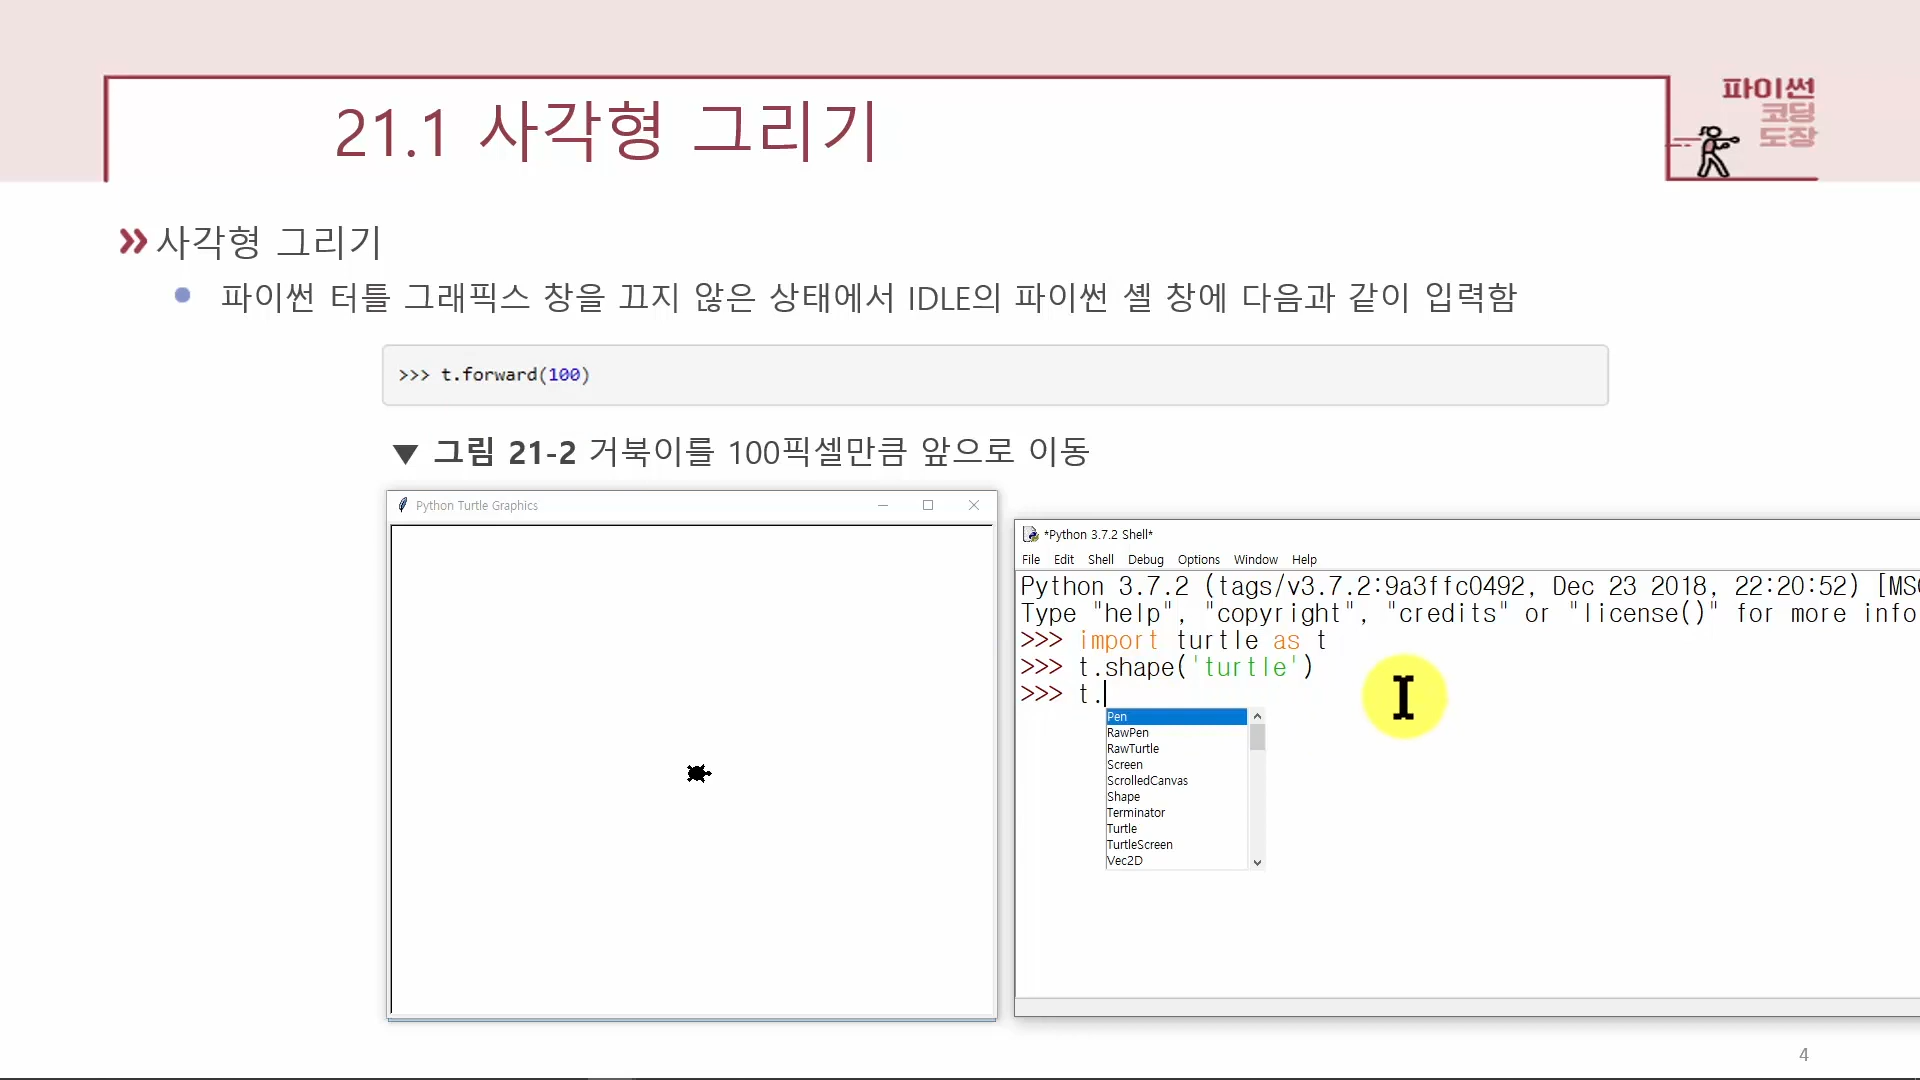 21.1 사각형 그리기
파이썬
코딩
도장
사각형 그리기
파이썬 터틀 그래픽스 창을 끄지 않은 상태에서 IDLE의 파이썬 셸 창에 다음과 같이 입력함
>>> t.forward(100)
▼ 그림 21-2 거북이를 100픽셀만큼 앞으로 이동
Python Turtle Graphics
*Python 3.7.2 Shell*
File Edit Shell Debug Options Window Help
Python 3.7.2 (tags/v3.7.2:9a3ffc0492, Dec 23 2018, 22:20:52) [MSC
Type "help", "copyright", "credits" or "license()" for more info
>>> import turtle as t
>>> t.shape('turtle')
>>> t.
Pen
RawPen
RawTurtle
Screen
ScrolledCanvas
Shape
Terminator
Turtle
TurtleScreen
Vec2D
4